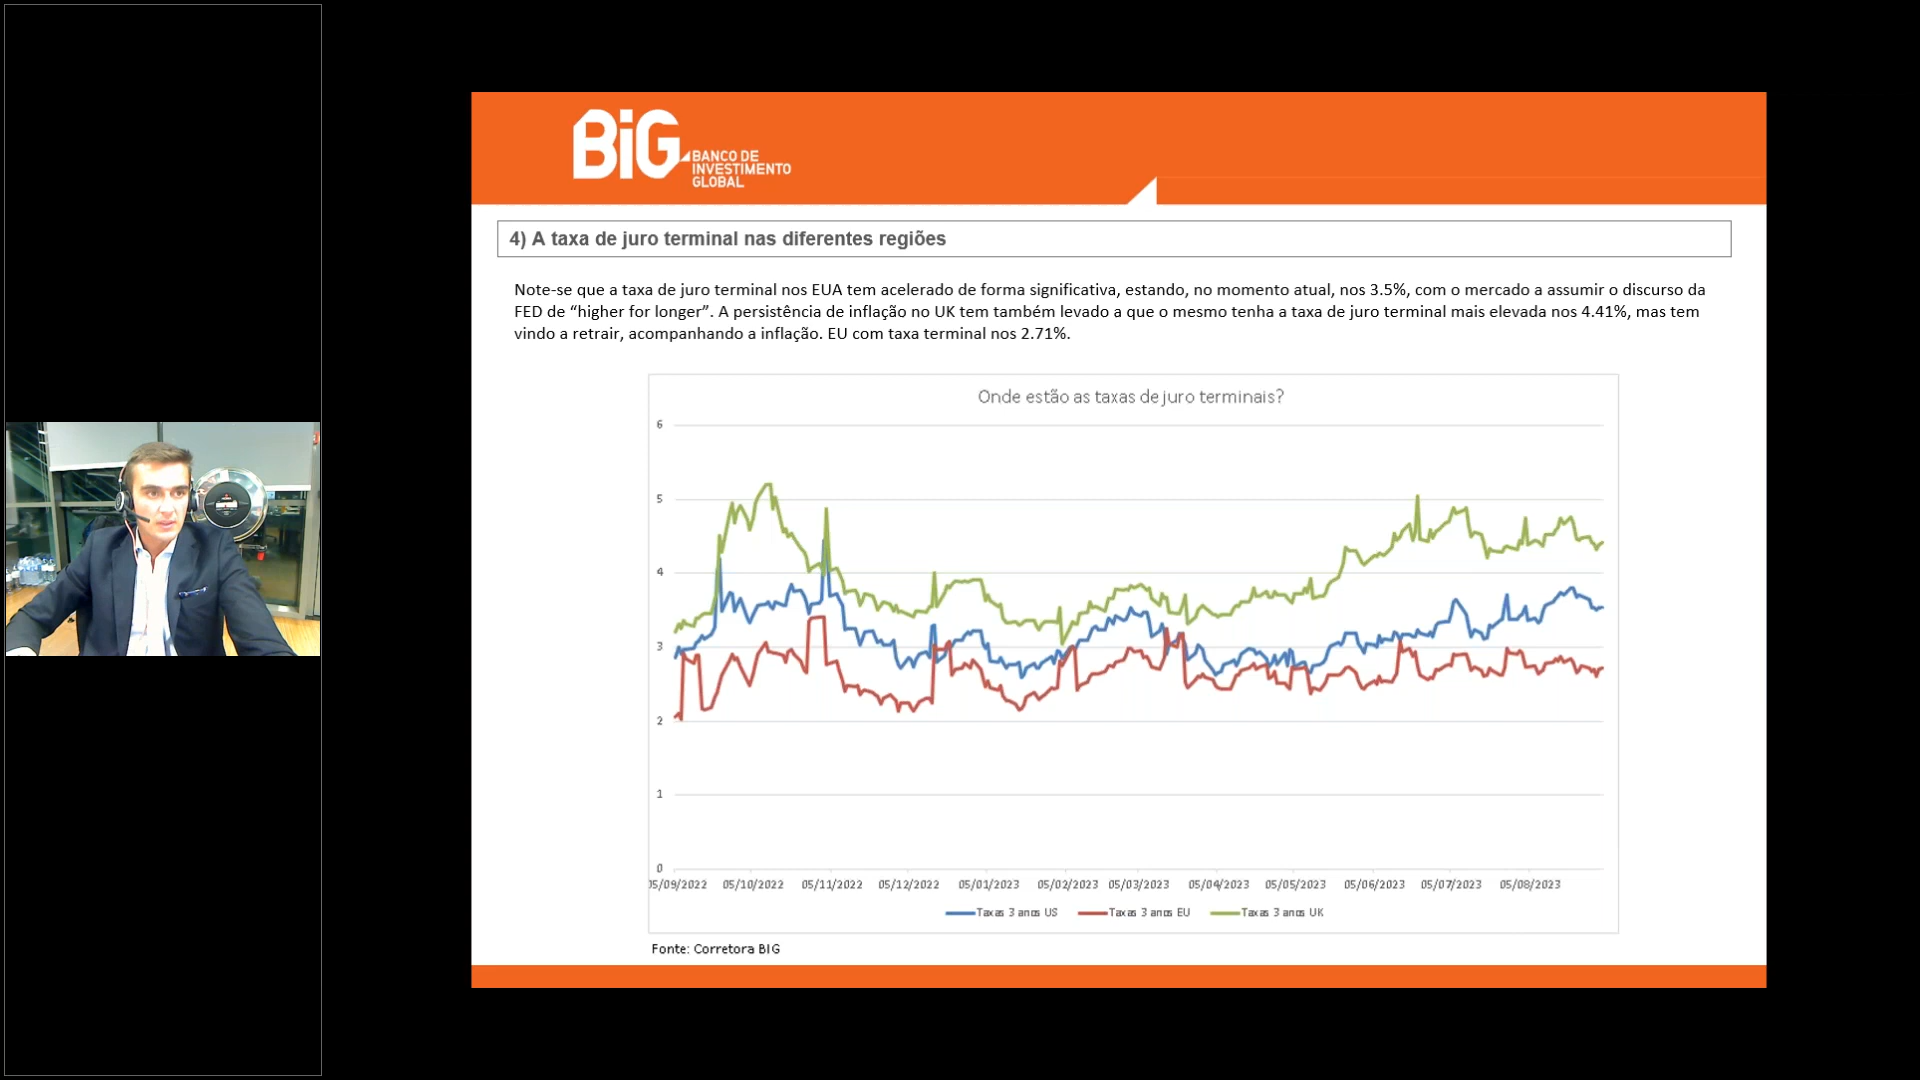 BiG
BANCO DE
INVESTIMENTO
GLOBAL
4) A taxa de juro terminal nas diferentes regiões
Note-se que a taxa de juro terminal nos EUA tem acelerado de forma significativa, estando, no momento atual, nos 3.5%, com o mercado a assumir o discurso da
FED de “higher for longer”. A persistência de inflação no UK tem também levado a que o mesmo tenha a taxa de juro terminal mais elevada nos 4.41%, mas tem
vindo a retrair, acompanhando a inflação. EU com taxa terminal nos 2.71%.
Onde estão as taxas de juro terminais?
6
5
4
3
2
1
0
05/09/2022 05/10/2022 05/11/2022 05/12/2022 05/01/2023 05/02/2023 05/03/2023 05/04/2023 05/05/2023 05/06/2023 05/07/2023 05/08/2023
Taxas 3 anos US Taxas 3 anos EU Taxas 3 anos UK
Fonte: Corretora BIG